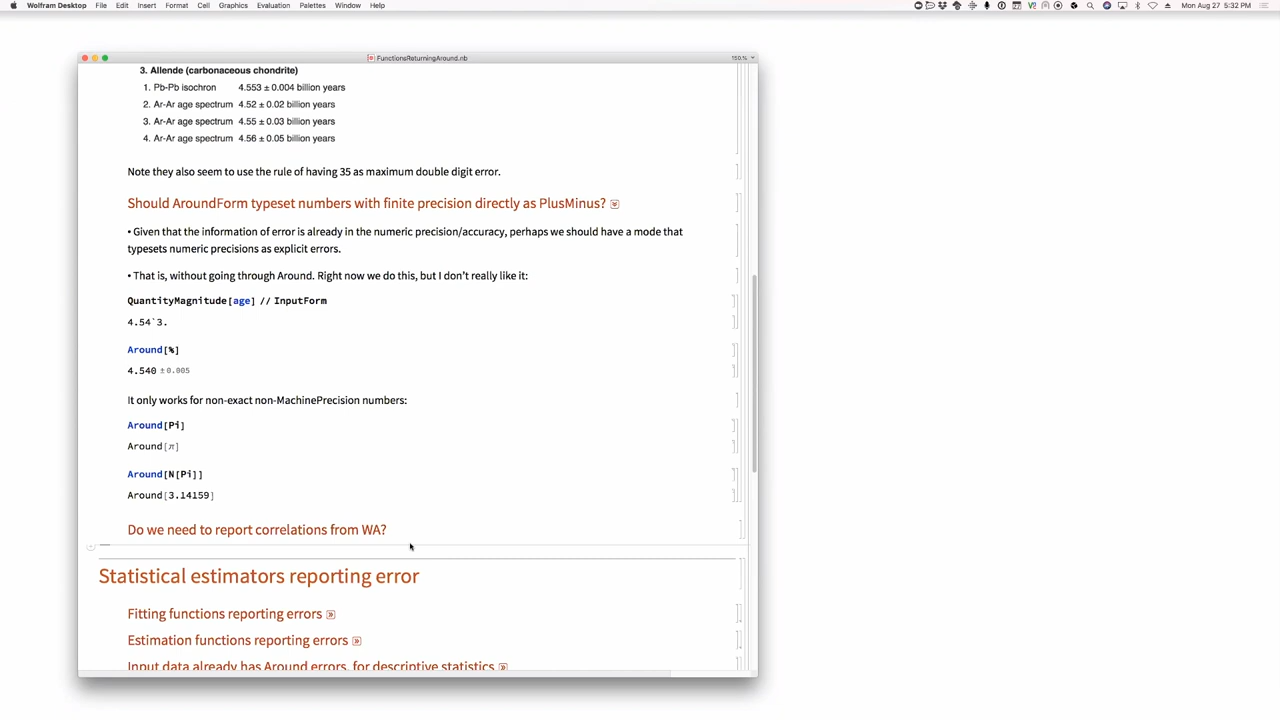 Wolfram Desktop File Edit Insert Format Cell Graphics Evaluation Palettes Window Help Mon Aug 27 5:32 PM
FunctionsReturningAround.nb 150%
3. Allende (carbonaceous chondrite)
1. Pb-Pb isochron 4.553 ± 0.004 billion years
2. Ar-Ar age spectrum 4.52 ± 0.02 billion years
3. Ar-Ar age spectrum 4.55 ± 0.03 billion years
4. Ar-Ar age spectrum 4.56 ± 0.05 billion years
Note they also seem to use the rule of having 35 as maximum double digit error.
Should AroundForm typeset numbers with finite precision directly as PlusMinus?
• Given that the information of error is already in the numeric precision/accuracy, perhaps we should have a mode that
typesets numeric precisions as explicit errors.
• That is, without going through Around. Right now we do this, but I don't really like it:
QuantityMagnitude[age] // InputForm
4.54`3.
Around[%]
4.540 ± 0.005
It only works for non-exact non-MachinePrecision numbers:
Around[Pi]
Around[π]
Around[N[Pi]]
Around[3.14159]
Do we need to report correlations from WA?
Statistical estimators reporting error
Fitting functions reporting errors
Estimation functions reporting errors
Input data already has Around errors, for descriptive statistics